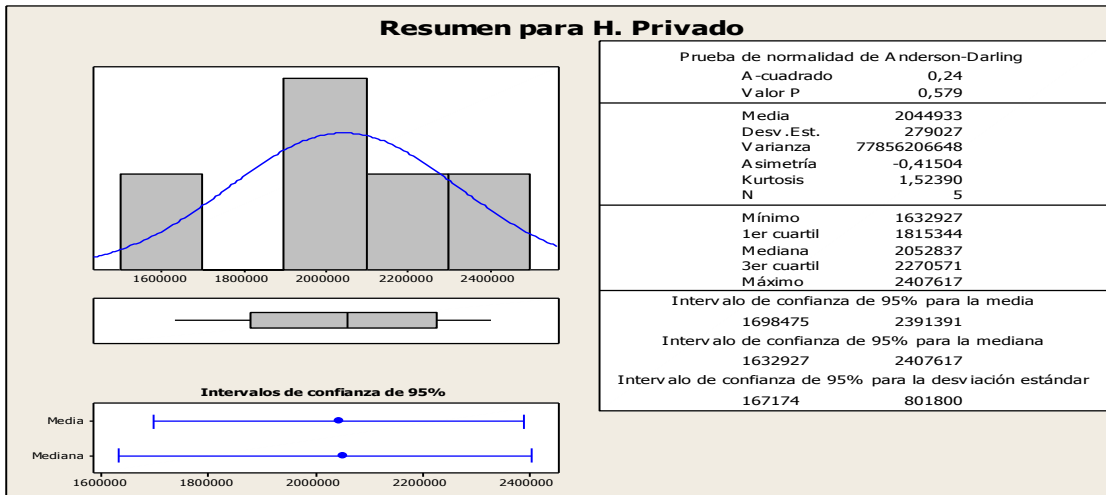 Resumen para H. Privado
1600000 1800000 2000000 2200000 2400000
Intervalos de confianza de 95%
Media
Mediana
1600000 1800000 2000000 2200000 2400000
Prueba de normalidad de Anderson-Darling
A-cuadrado 0,24
Valor P 0,579
Media 2044933
Desv.Est. 279027
Varianza 77856206648
Asimetría -0,41504
Kurtosis 1,52390
N 5
Mínimo 1632927
1er cuartil 1815344
Mediana 2052837
3er cuartil 2270571
Máximo 2407617
Intervalo de confianza de 95% para la media
1698475 2391391
Intervalo de confianza de 95% para la mediana
1632927 2407617
Intervalo de confianza de 95% para la desviación estándar
167174 801800